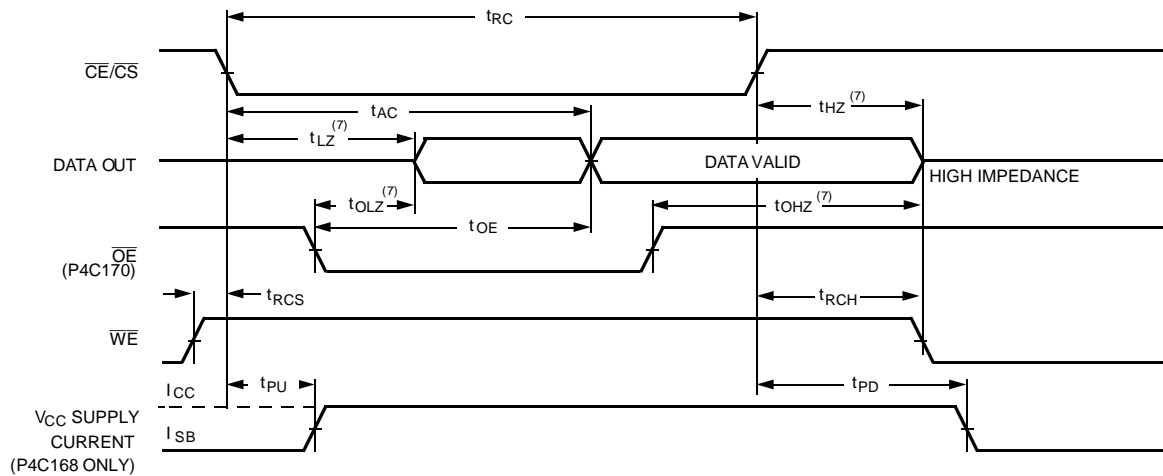 tRC
CE/CS
tAC
tHZ (7)
tLZ (7)
DATA OUT
DATA VALID
HIGH IMPEDANCE
tOLZ (7)
tOHZ (7)
tOE
OE
(P4C170)
tRCS
tRCH
WE
ICC
tPU
tPD
VCC SUPPLY
CURRENT
(P4C168 ONLY)
ISB